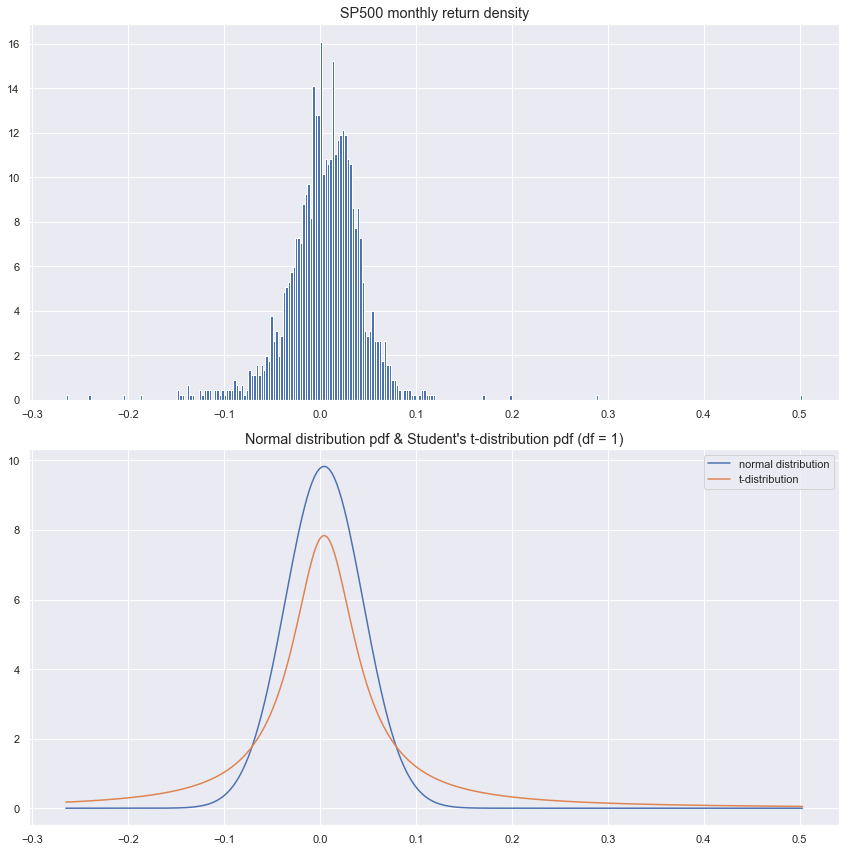 SP500 monthly return density
16
14
12
10
8
6
4
2
0
−0.3 −0.2 −0.1 0.0 0.1 0.2 0.3 0.4 0.5
Normal distribution pdf & Student's t-distribution pdf (df = 1)
10
normal distribution
t-distribution
8
6
4
2
0
−0.3 −0.2 −0.1 0.0 0.1 0.2 0.3 0.4 0.5